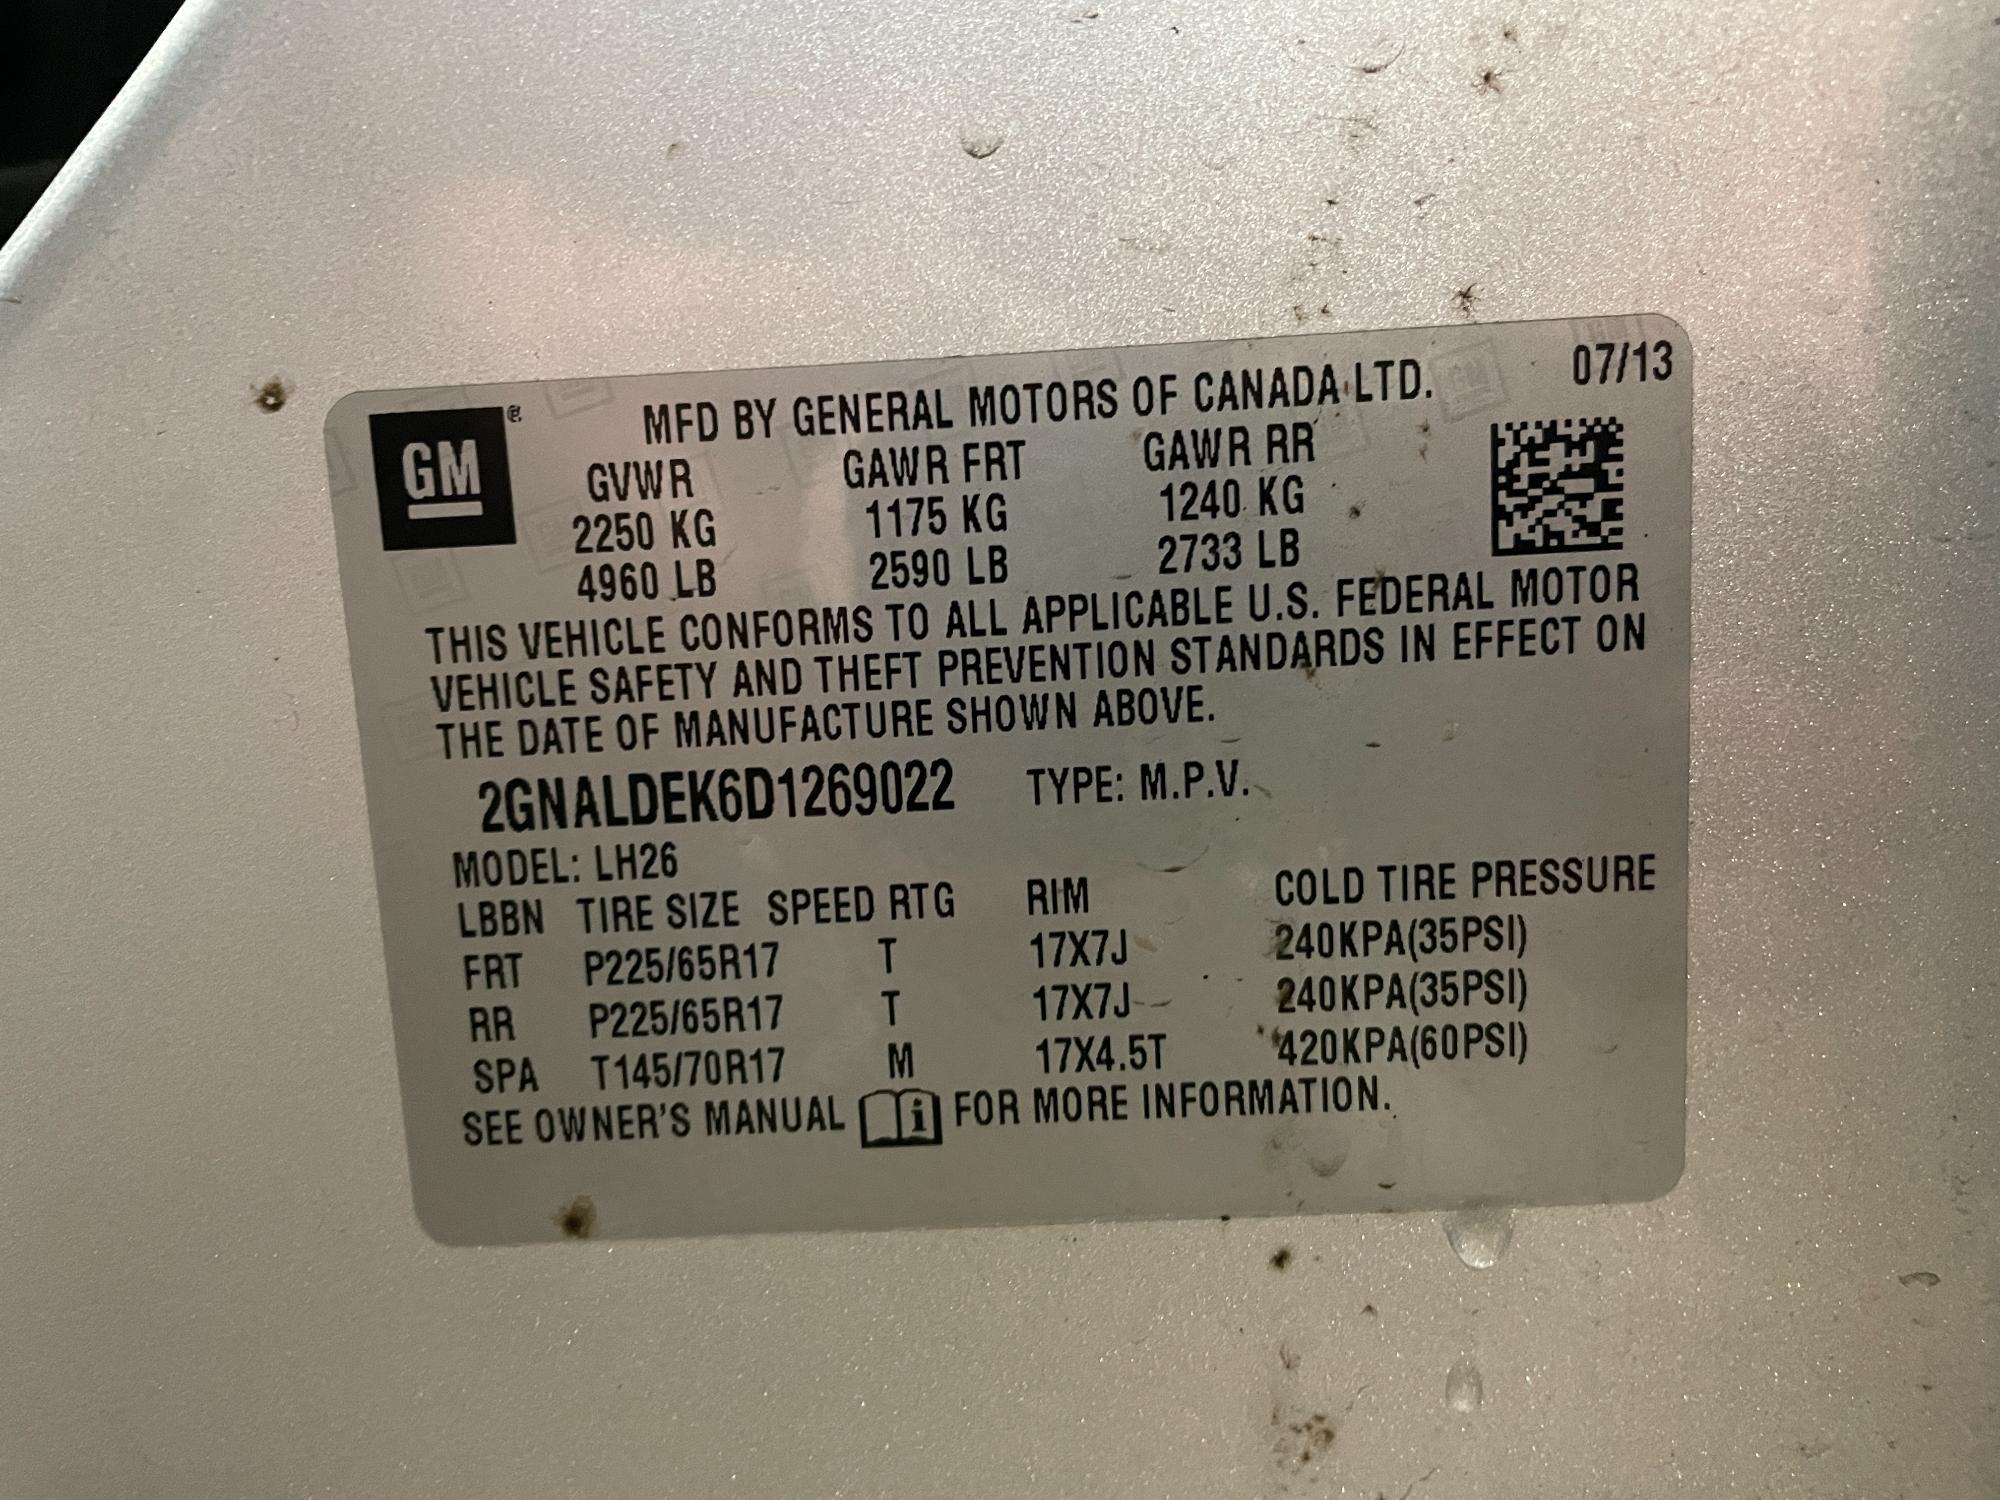 07/13
GM ® MFD BY GENERAL MOTORS OF CANADA LTD.
GVWR GAWR FRT GAWR RR
2250 KG 1175 KG 1240 KG
4960 LB 2590 LB 2733 LB
THIS VEHICLE CONFORMS TO ALL APPLICABLE U.S. FEDERAL MOTOR
VEHICLE SAFETY AND THEFT PREVENTION STANDARDS IN EFFECT ON
THE DATE OF MANUFACTURE SHOWN ABOVE.
2GNALDEK6D1269022 TYPE: M.P.V.
MODEL: LH26
LBBN TIRE SIZE SPEED RTG RIM COLD TIRE PRESSURE
FRT P225/65R17 T 17X7J 240KPA(35PSI)
RR P225/65R17 T 17X7J 240KPA(35PSI)
SPA T145/70R17 M 17X4.5T 420KPA(60PSI)
SEE OWNER'S MANUAL i FOR MORE INFORMATION.